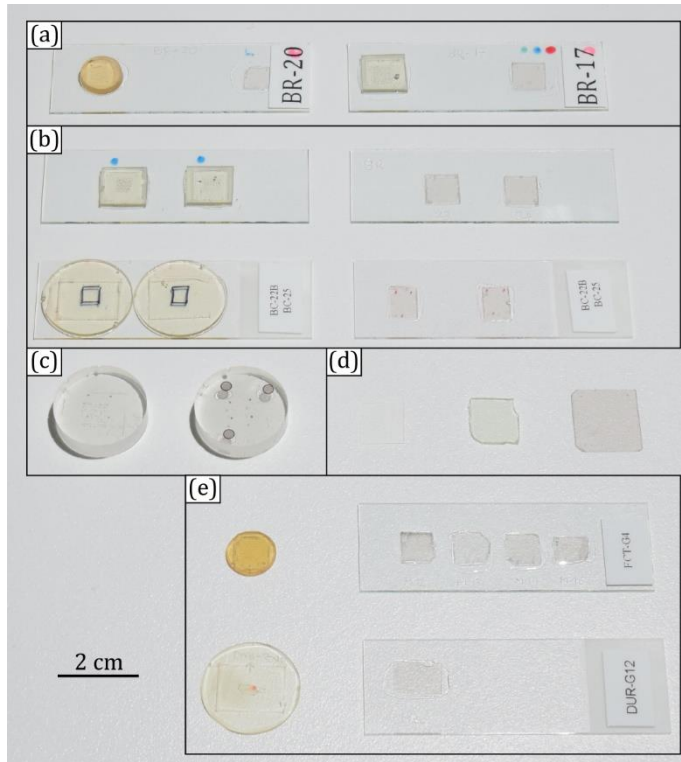 (a)
BR-20
BR-17
(b)
BC-22B
BC-25
BC-22B
BC-25
(c)
(d)
(e)
FCT-G4
DUR-G12
2 cm